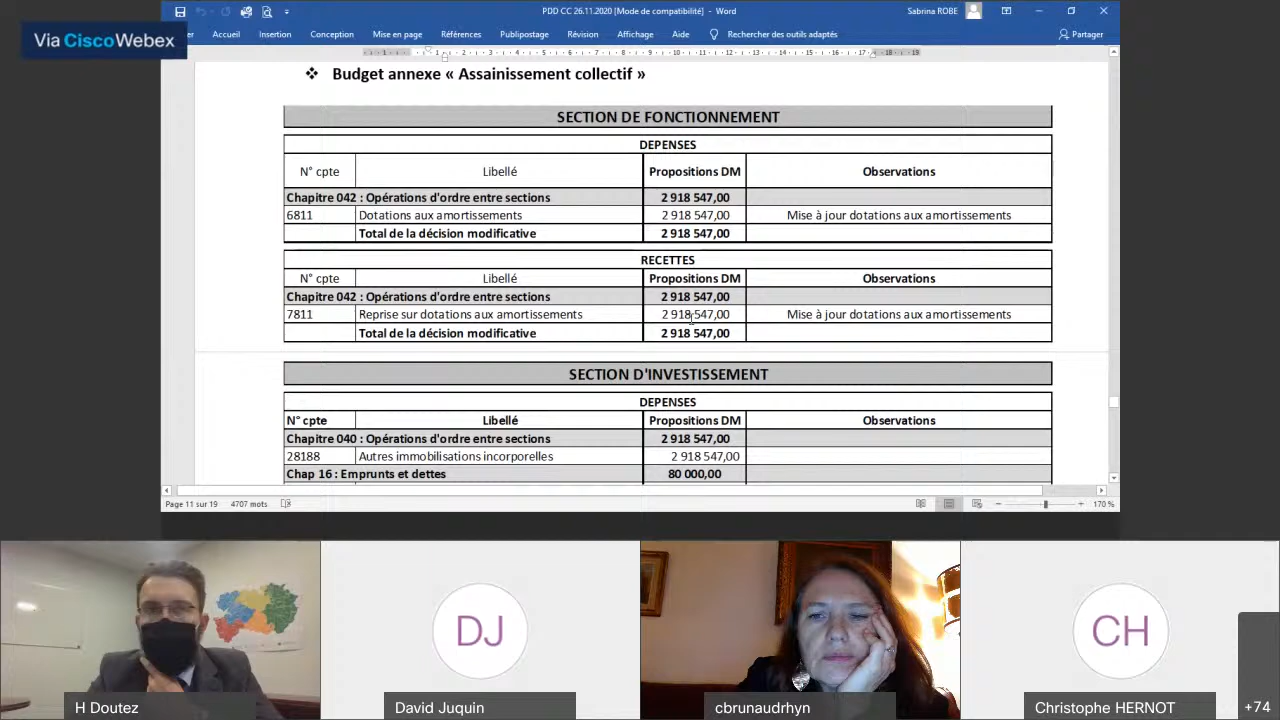 PDD CC 26.11.2020 [Mode de compatibilité] - Word
Sabrina ROBE
Via CiscoWebex
Accueil Insertion Conception Mise en page Références Publipostage Révision Affichage Aide Rechercher des outils adaptés Partager
❖ Budget annexe « Assainissement collectif »
SECTION DE FONCTIONNEMENT
DEPENSES
N° cpte Libellé Propositions DM Observations
Chapitre 042 : Opérations d'ordre entre sections 2 918 547,00
6811 Dotations aux amortissements 2 918 547,00 Mise à jour dotations aux amortissements
Total de la décision modificative 2 918 547,00
RECETTES
N° cpte Libellé Propositions DM Observations
Chapitre 042 : Opérations d'ordre entre sections 2 918 547,00
7811 Reprise sur dotations aux amortissements 2 918 547,00 Mise à jour dotations aux amortissements
Total de la décision modificative 2 918 547,00
SECTION D'INVESTISSEMENT
DEPENSES
N° cpte Libellé Propositions DM Observations
Chapitre 040 : Opérations d'ordre entre sections 2 918 547,00
28188 Autres immobilisations incorporelles 2 918 547,00
Chap 16 : Emprunts et dettes 80 000,00
Page 11 sur 19 4707 mots 170 %
DJ
CH
H Doutez
David Juquin
cbrunaudrhyn
Christophe HERNOT
+74